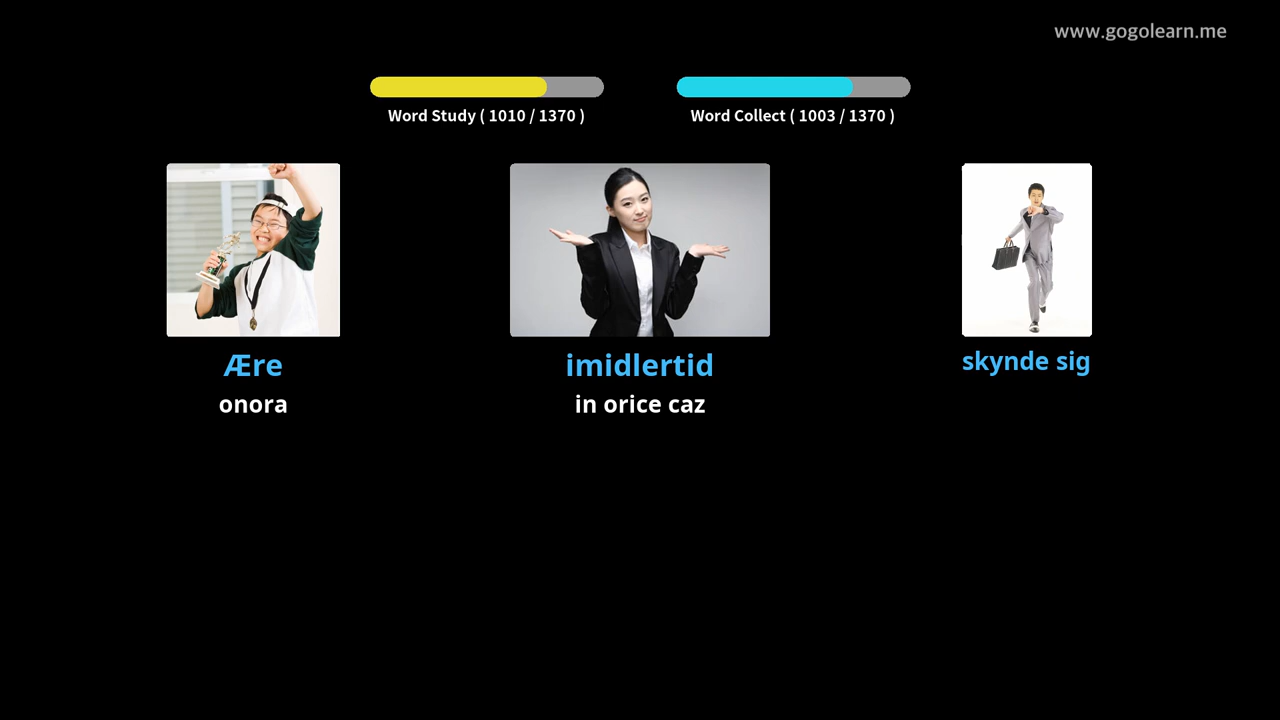 www.gogolearn.me
Word Study ( 1010 / 1370 )
Word Collect ( 1003 / 1370 )
Ære
onora
imidlertid
in orice caz
skynde sig